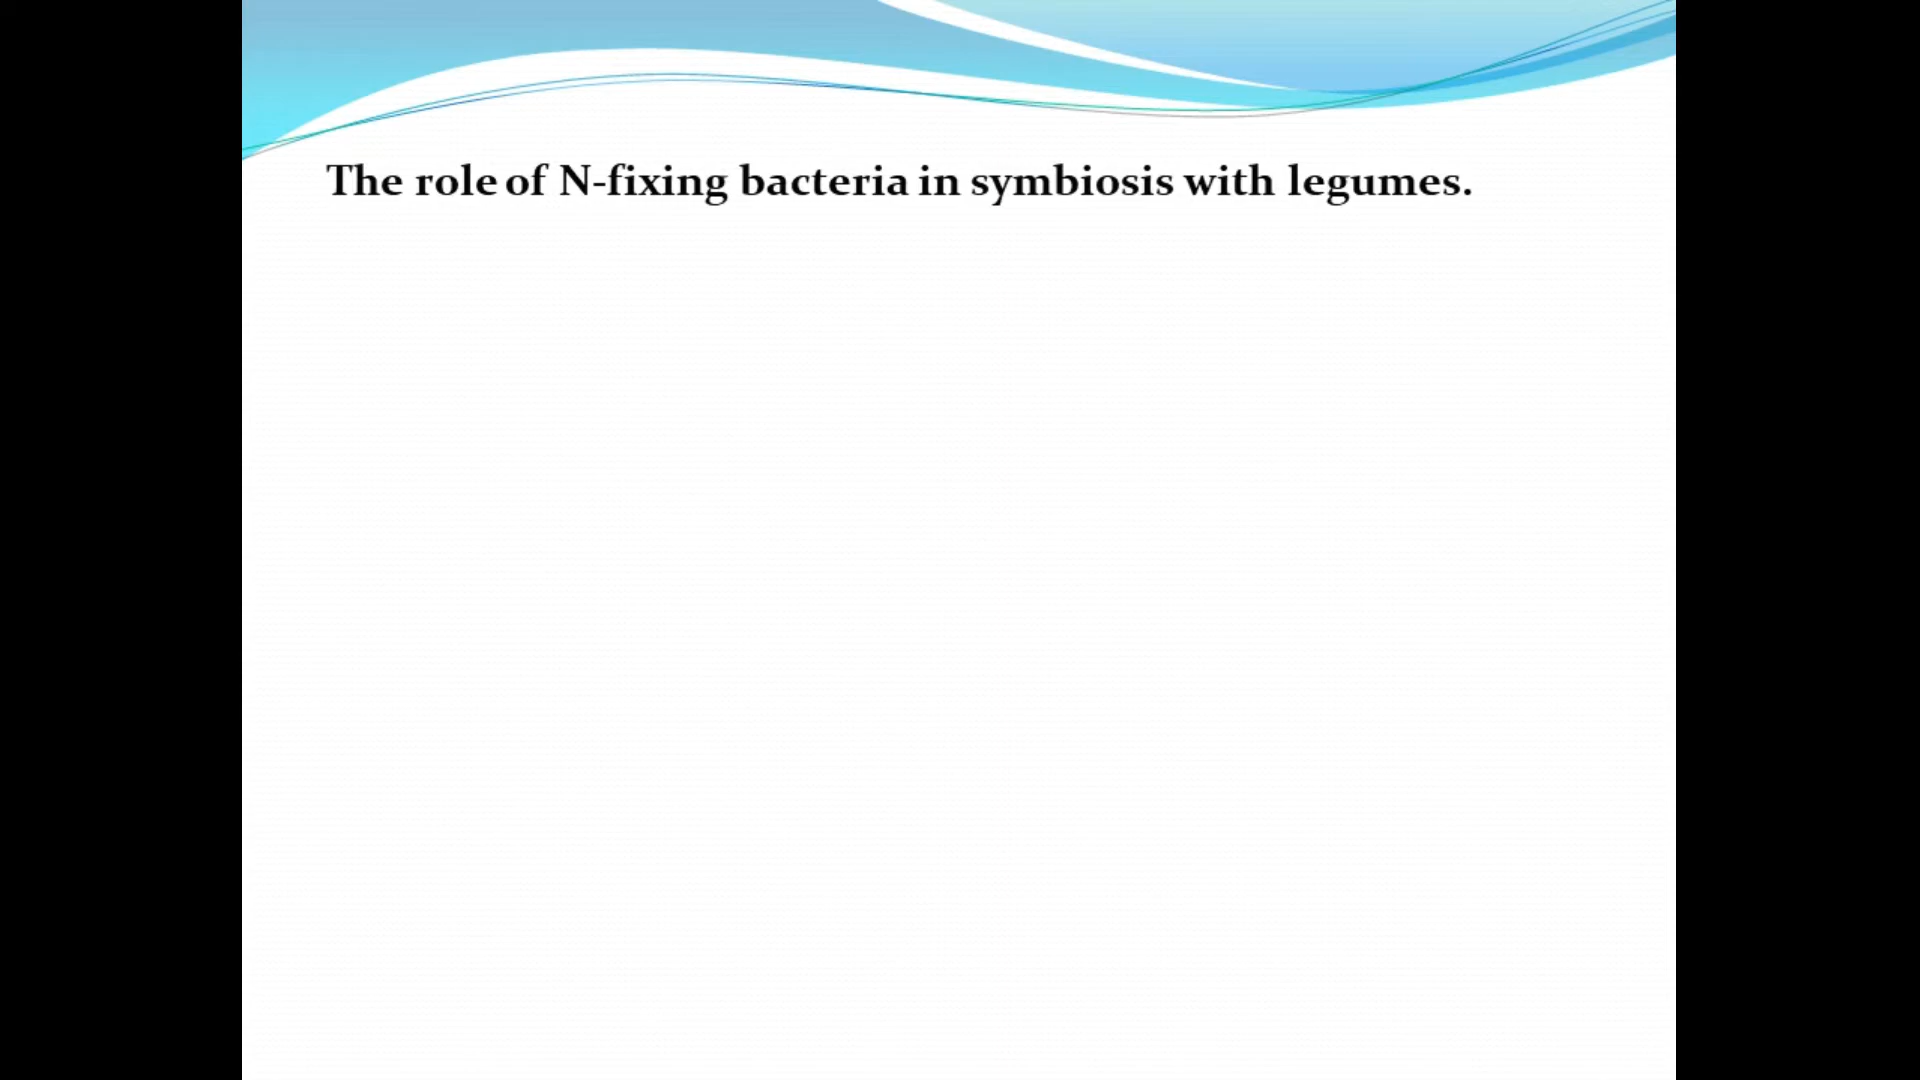 The role of N-fixing bacteria in symbiosis with legumes.